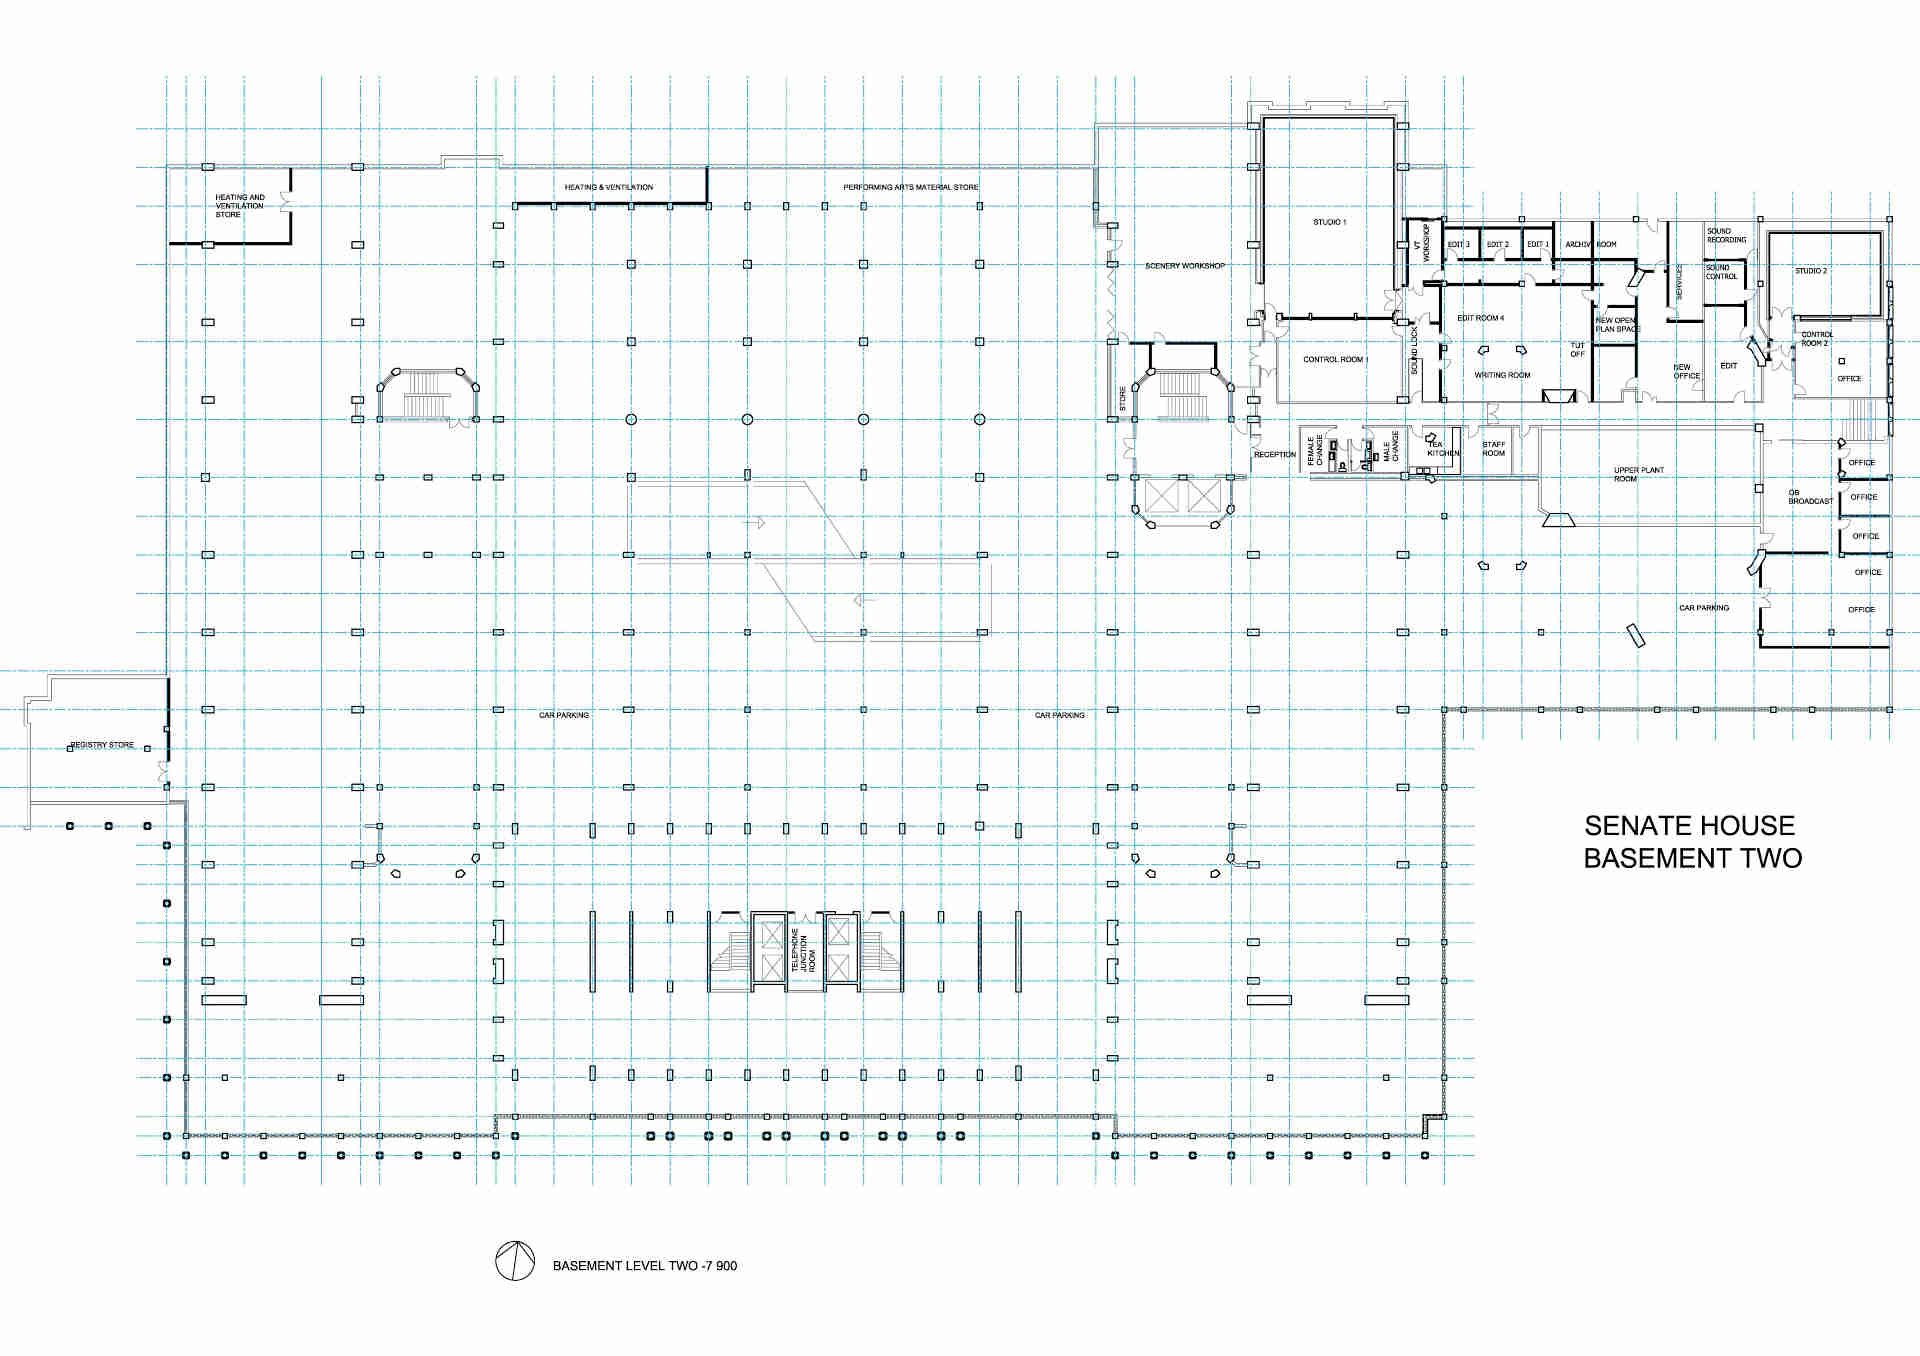 HEATING AND
VENTILATION
STORE
HEATING & VENTILATION
PERFORMING ARTS MATERIAL STORE
SCENERY WORKSHOP
STUDIO 1
VT
WORKSHOP
EDIT 3
EDIT 2
EDIT 1
ARCHIV ROOM
SOUND
RECORDING
SOUND
CONTROL
SERVICES
STUDIO 2
EDIT ROOM 4
NEW OPEN
PLAN SPACE
TUT
OFF
CONTROL
ROOM 2
CONTROL ROOM 1
SOUND LOCK
WRITING ROOM
NEW
OFFICE
EDIT
OFFICE
STORE
RECEPTION
FEMALE
CHANGE
MALE
CHANGE
TEA
KITCHEN
STAFF
ROOM
UPPER PLANT
ROOM
OB
BROADCAST
OFFICE
OFFICE
OFFICE
OFFICE
OFFICE
CAR PARKING
CAR PARKING
CAR PARKING
REGISTRY STORE
TELEPHONE
JUNCTION
ROOM
SENATE HOUSE
BASEMENT TWO
BASEMENT LEVEL TWO -7 900